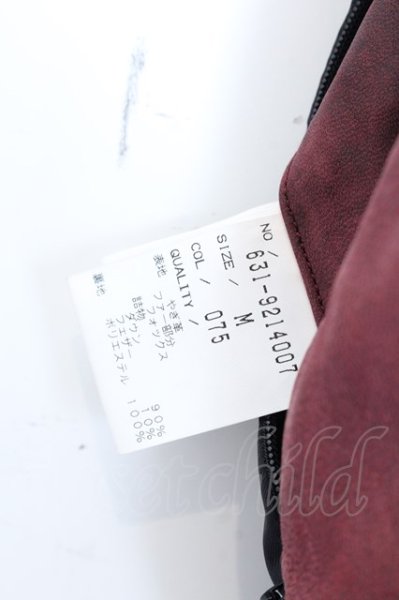 NO/ 631-9214007
SIZE/ M
COL/ 075
QUALITY/
表地 やぎ革
ファー部分
フォックス
詰物
ダウン 90%
フェザー 10%
裏地 ポリエステル 100%
closetchild